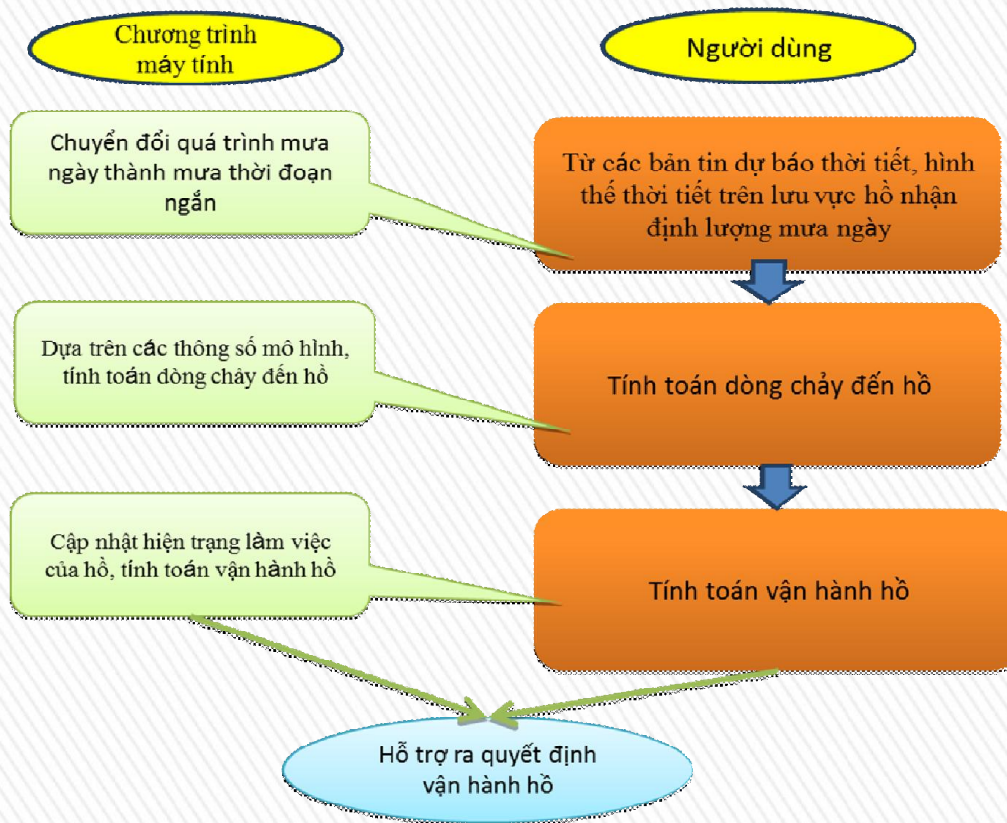 Chương trình
máy tính
Người dùng
Chuyển đổi quá trình mưa
ngày thành mưa thời đoạn
ngắn
Từ các bản tin dự báo thời tiết, hình
thế thời tiết trên lưu vực hồ nhận
định lượng mưa ngày
Dựa trên các thông số mô hình,
tính toán dòng chảy đến hồ
Tính toán dòng chảy đến hồ
Cập nhật hiện trạng làm việc
của hồ, tính toán vận hành hồ
Tính toán vận hành hồ
Hỗ trợ ra quyết định
vận hành hồ